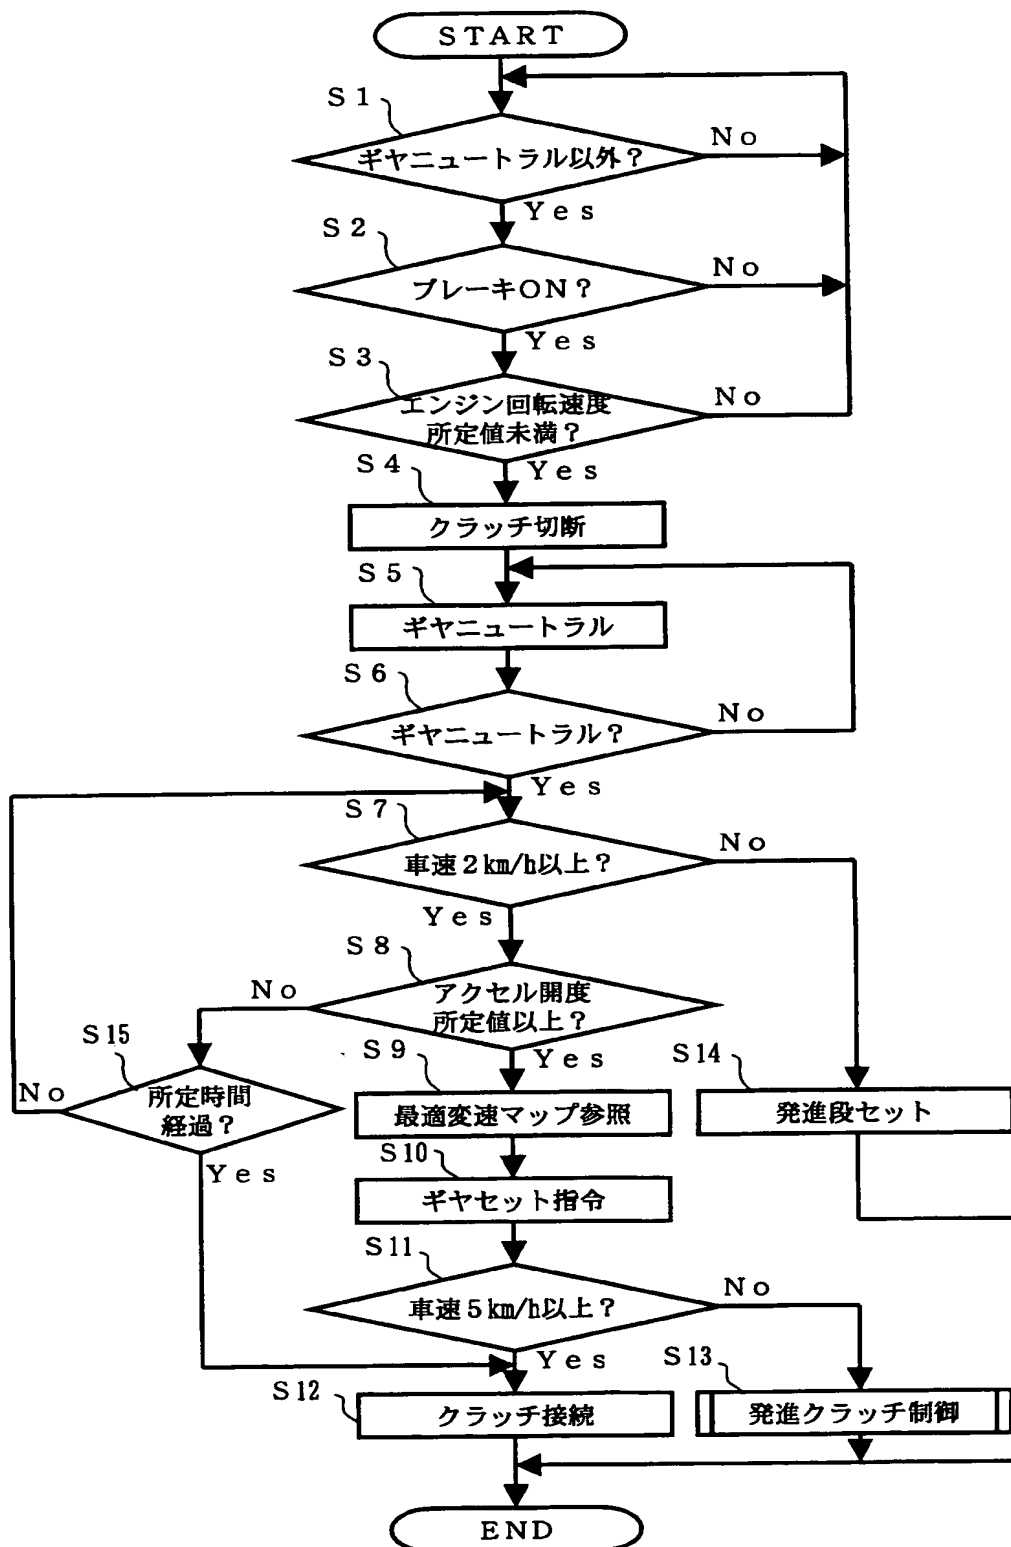 START
S1
ギヤニュートラル以外?
No
Yes
S2
ブレーキON?
No
Yes
S3
エンジン回転速度
所定値未満?
No
Yes
S4
クラッチ切断
S5
ギヤニュートラル
S6
ギヤニュートラル?
No
Yes
S7
車速2km/h以上?
No
Yes
S8
アクセル開度
所定値以上?
No
Yes
S15
所定時間
経過?
No
Yes
S9
最適変速マップ参照
S14
発進段セット
S10
ギヤセット指令
S11
車速5km/h以上?
No
Yes
S12
クラッチ接続
S13
発進クラッチ制御
END